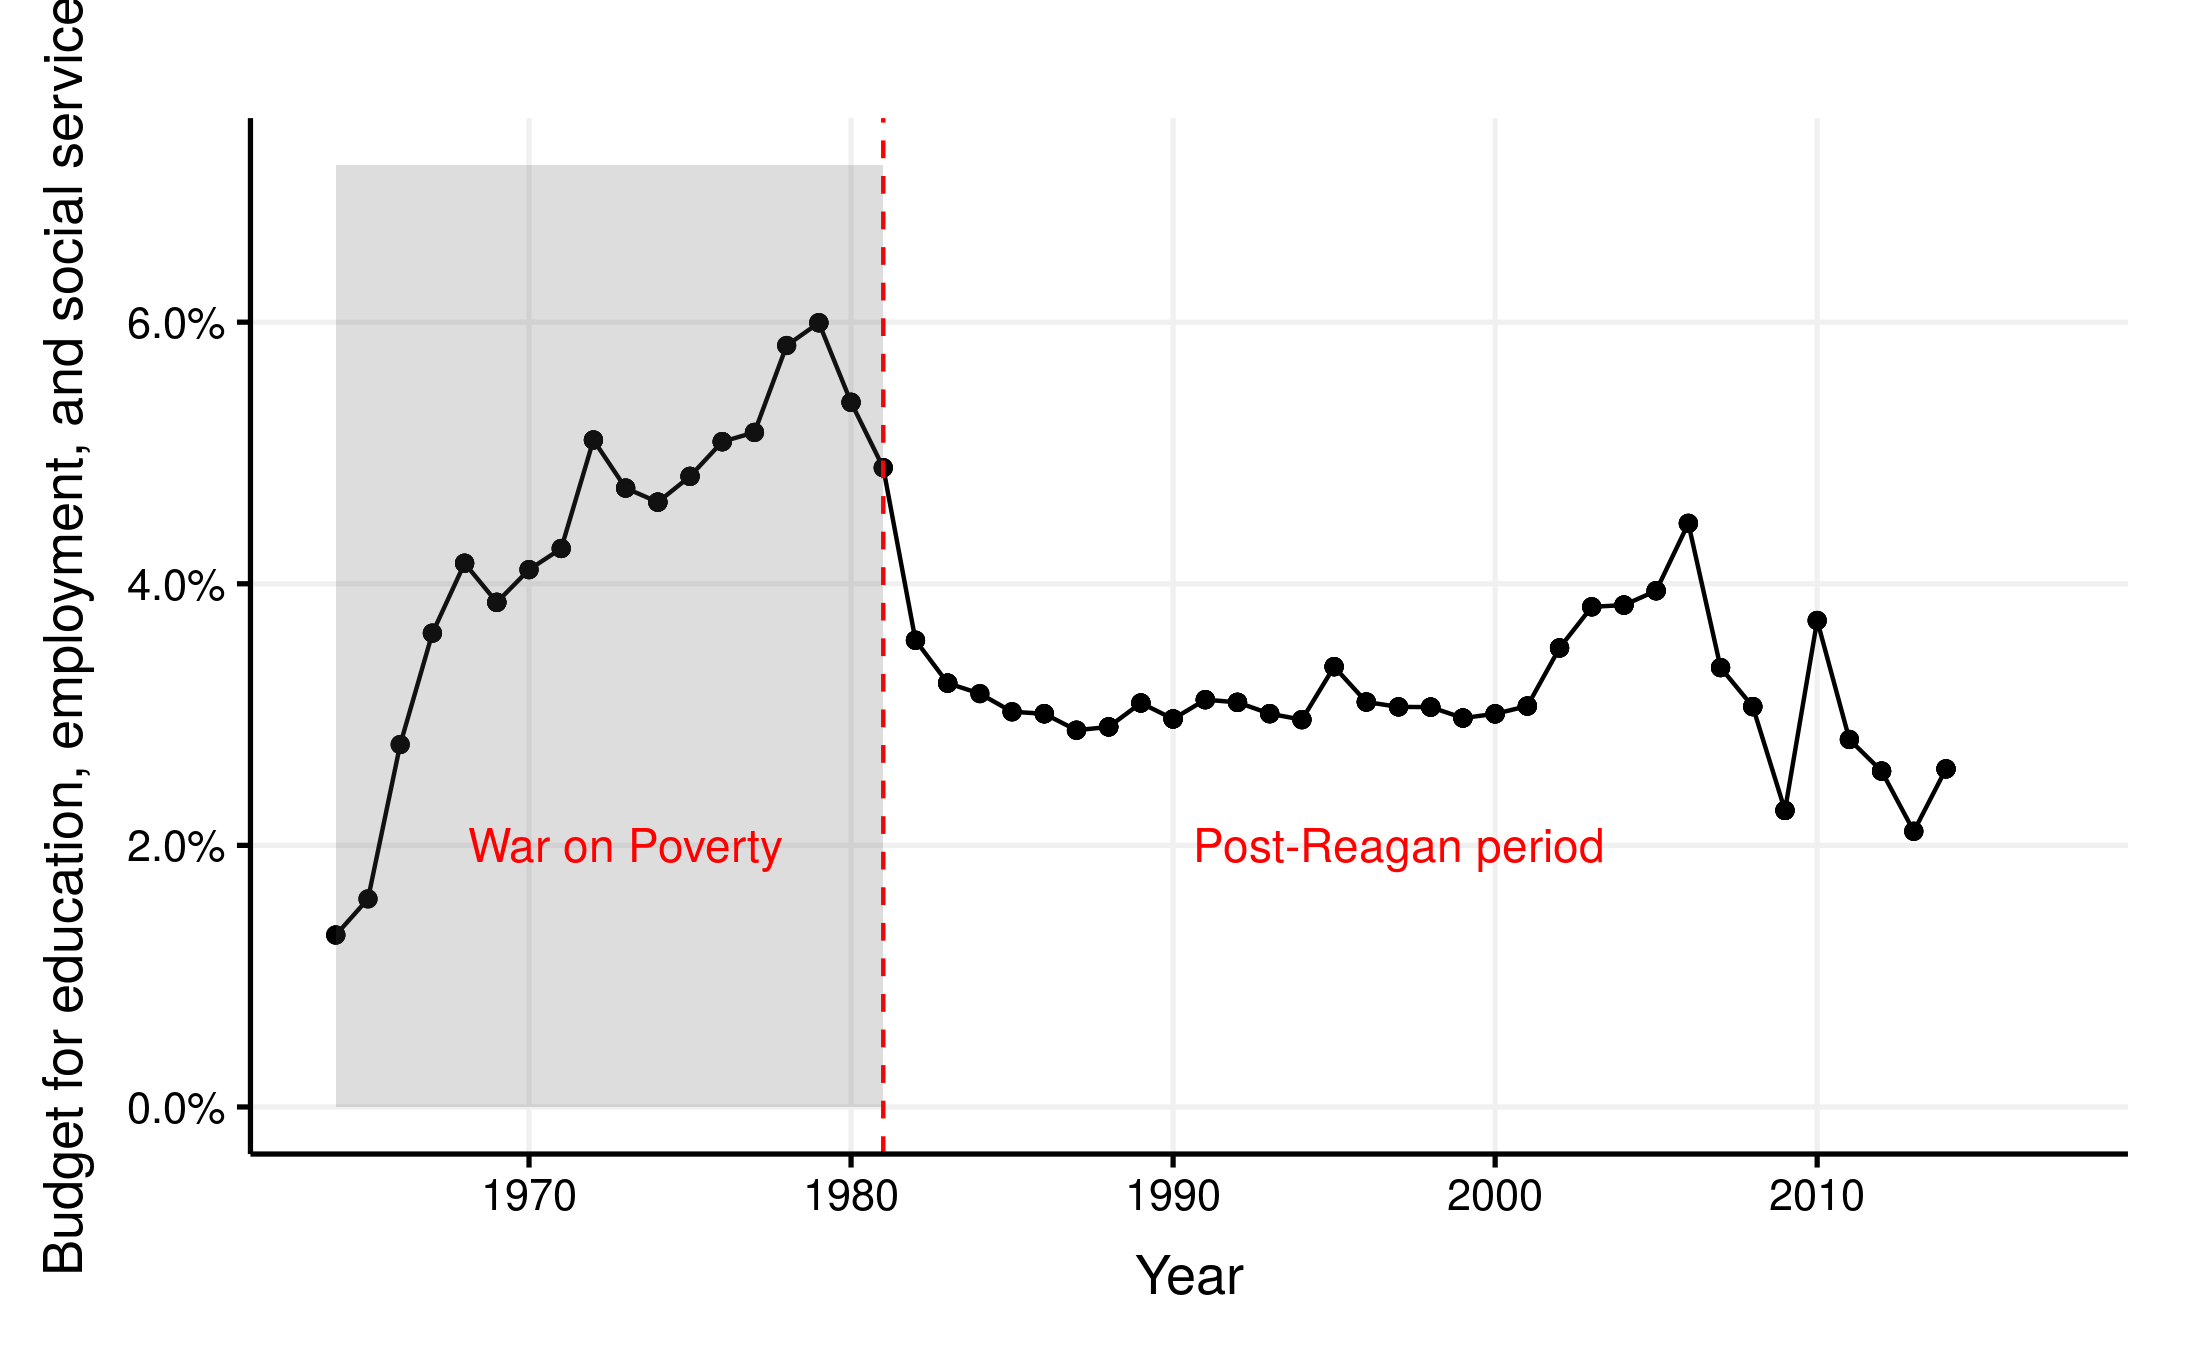 Budget for education, employment, and social service
6.0%
4.0%
2.0%
0.0%
War on Poverty
Post-Reagan period
1970
1980
1990
2000
2010
Year